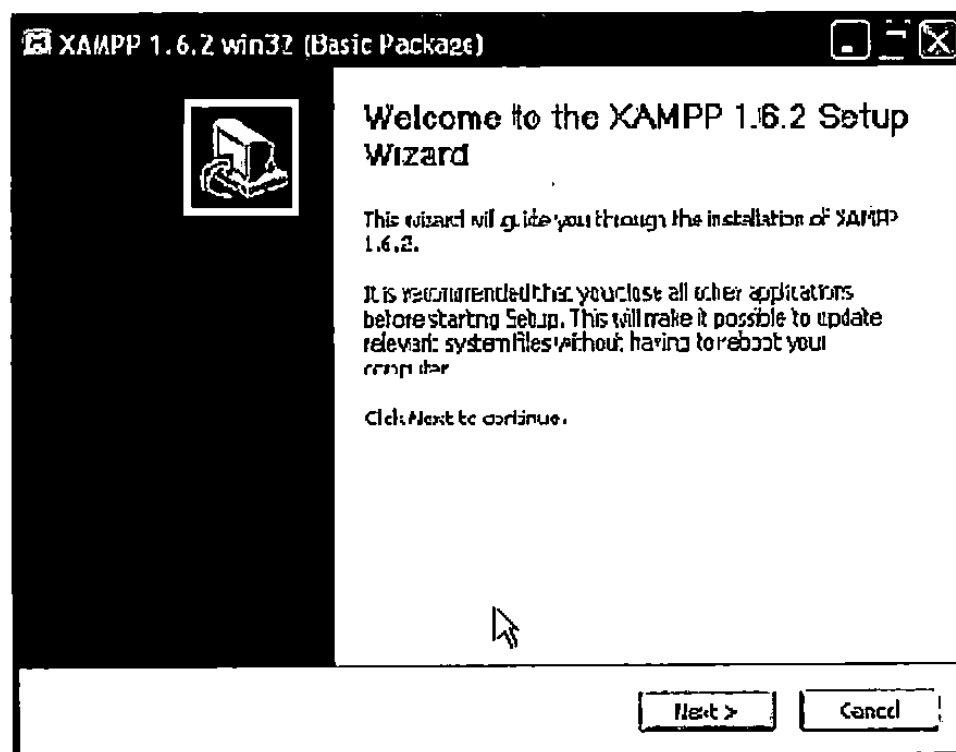 XAMPP 1.6.2 win32 (Basic Package)
Welcome to the XAMPP 1.6.2 Setup
Wizard
This wizard will guide you through the installation of XAMPP
1.6.2.
It is recommended that you close all other applications
before starting Setup. This will make it possible to update
relevant system files without having to reboot your
computer.
Click Next to continue.
Next >
Cancel